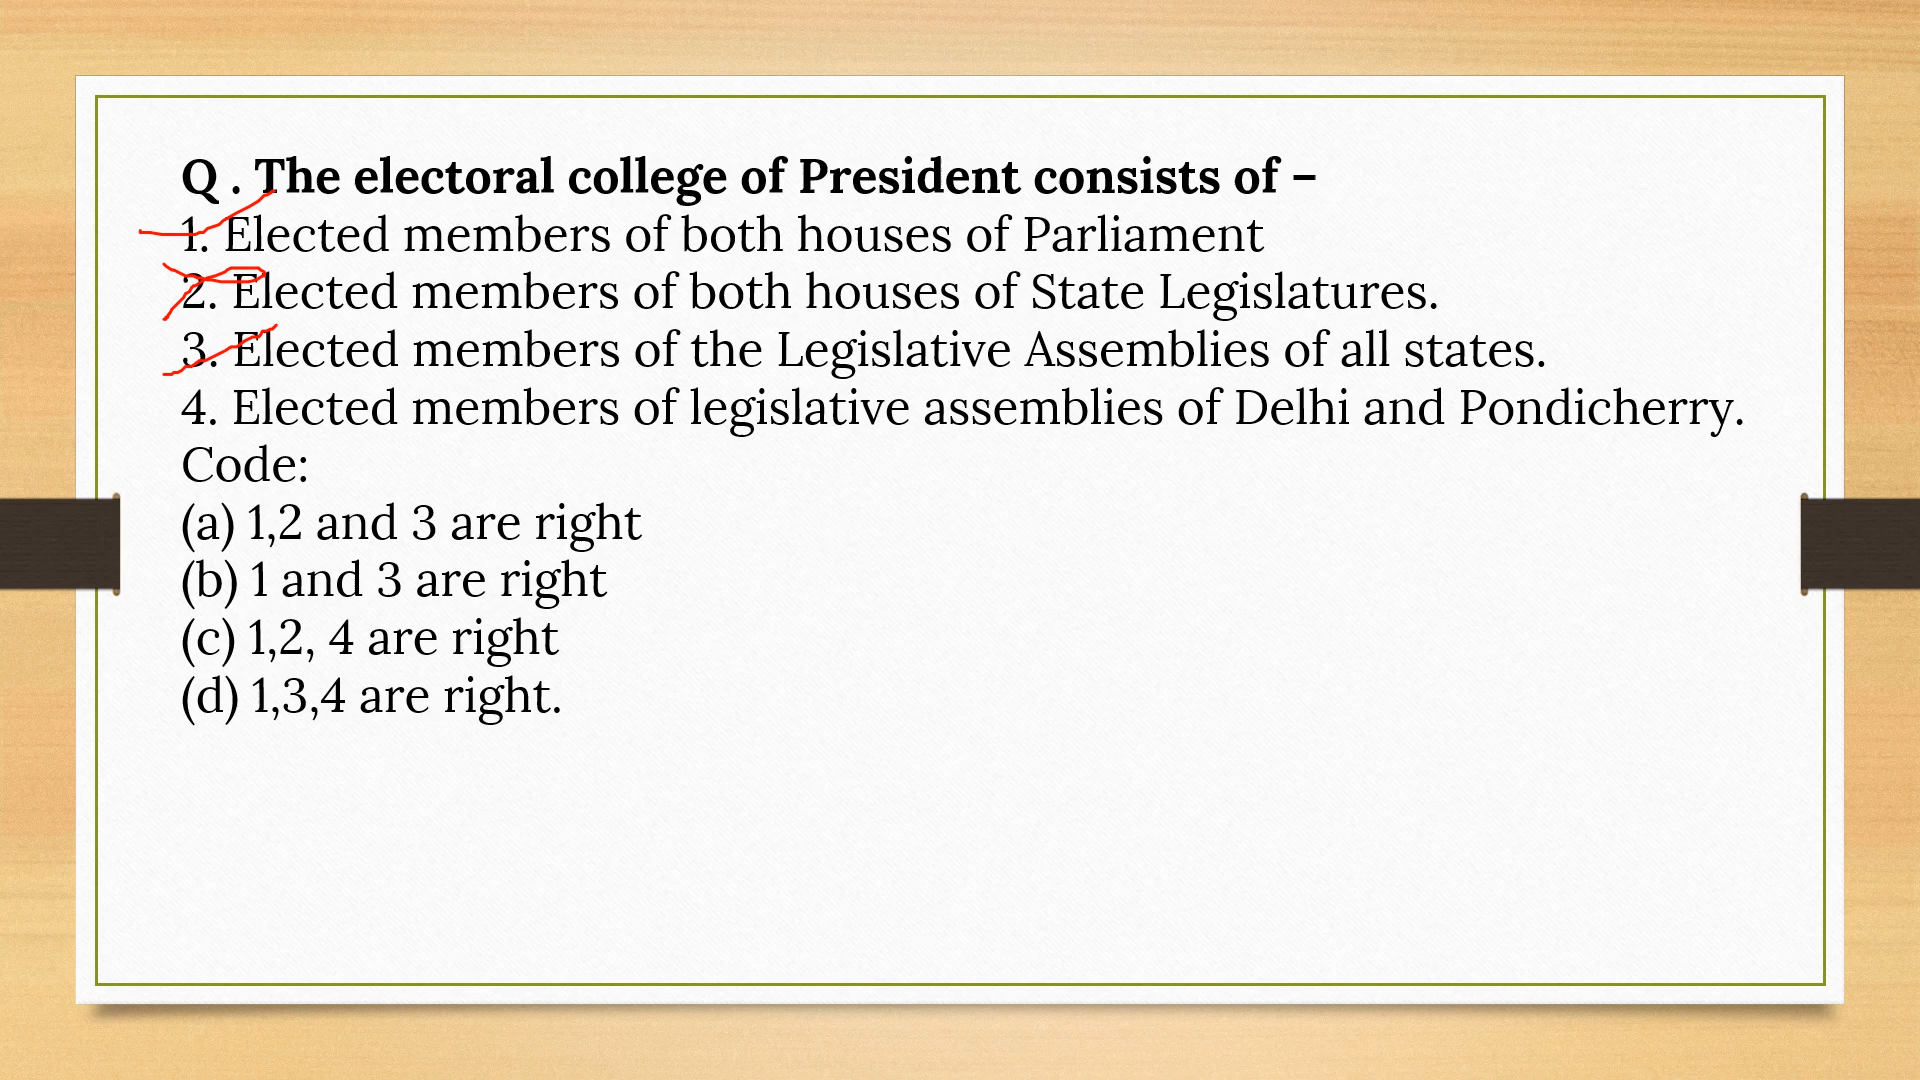 Q . The electoral college of President consists of –
1. Elected members of both houses of Parliament
2. Elected members of both houses of State Legislatures.
3. Elected members of the Legislative Assemblies of all states.
4. Elected members of legislative assemblies of Delhi and Pondicherry.
Code:
(a) 1,2 and 3 are right
(b) 1 and 3 are right
(c) 1,2, 4 are right
(d) 1,3,4 are right.